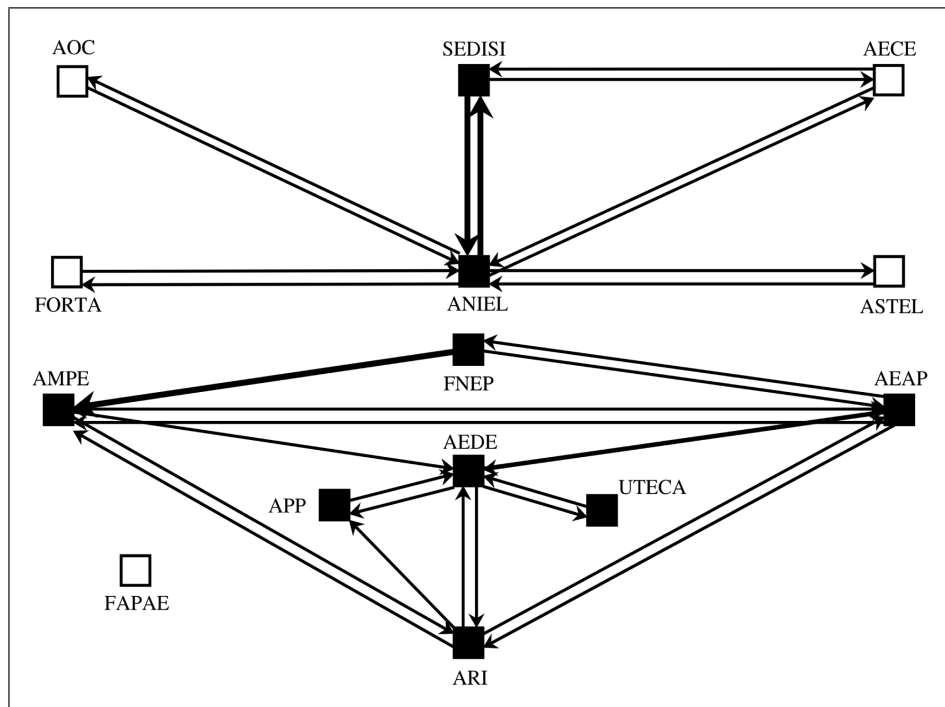 AOC
SEDISI
AECE
FORTA
ANIEL
ASTEL
AMPE
FNEP
AEAP
AEDE
APP
UTECA
FAPAE
ARI